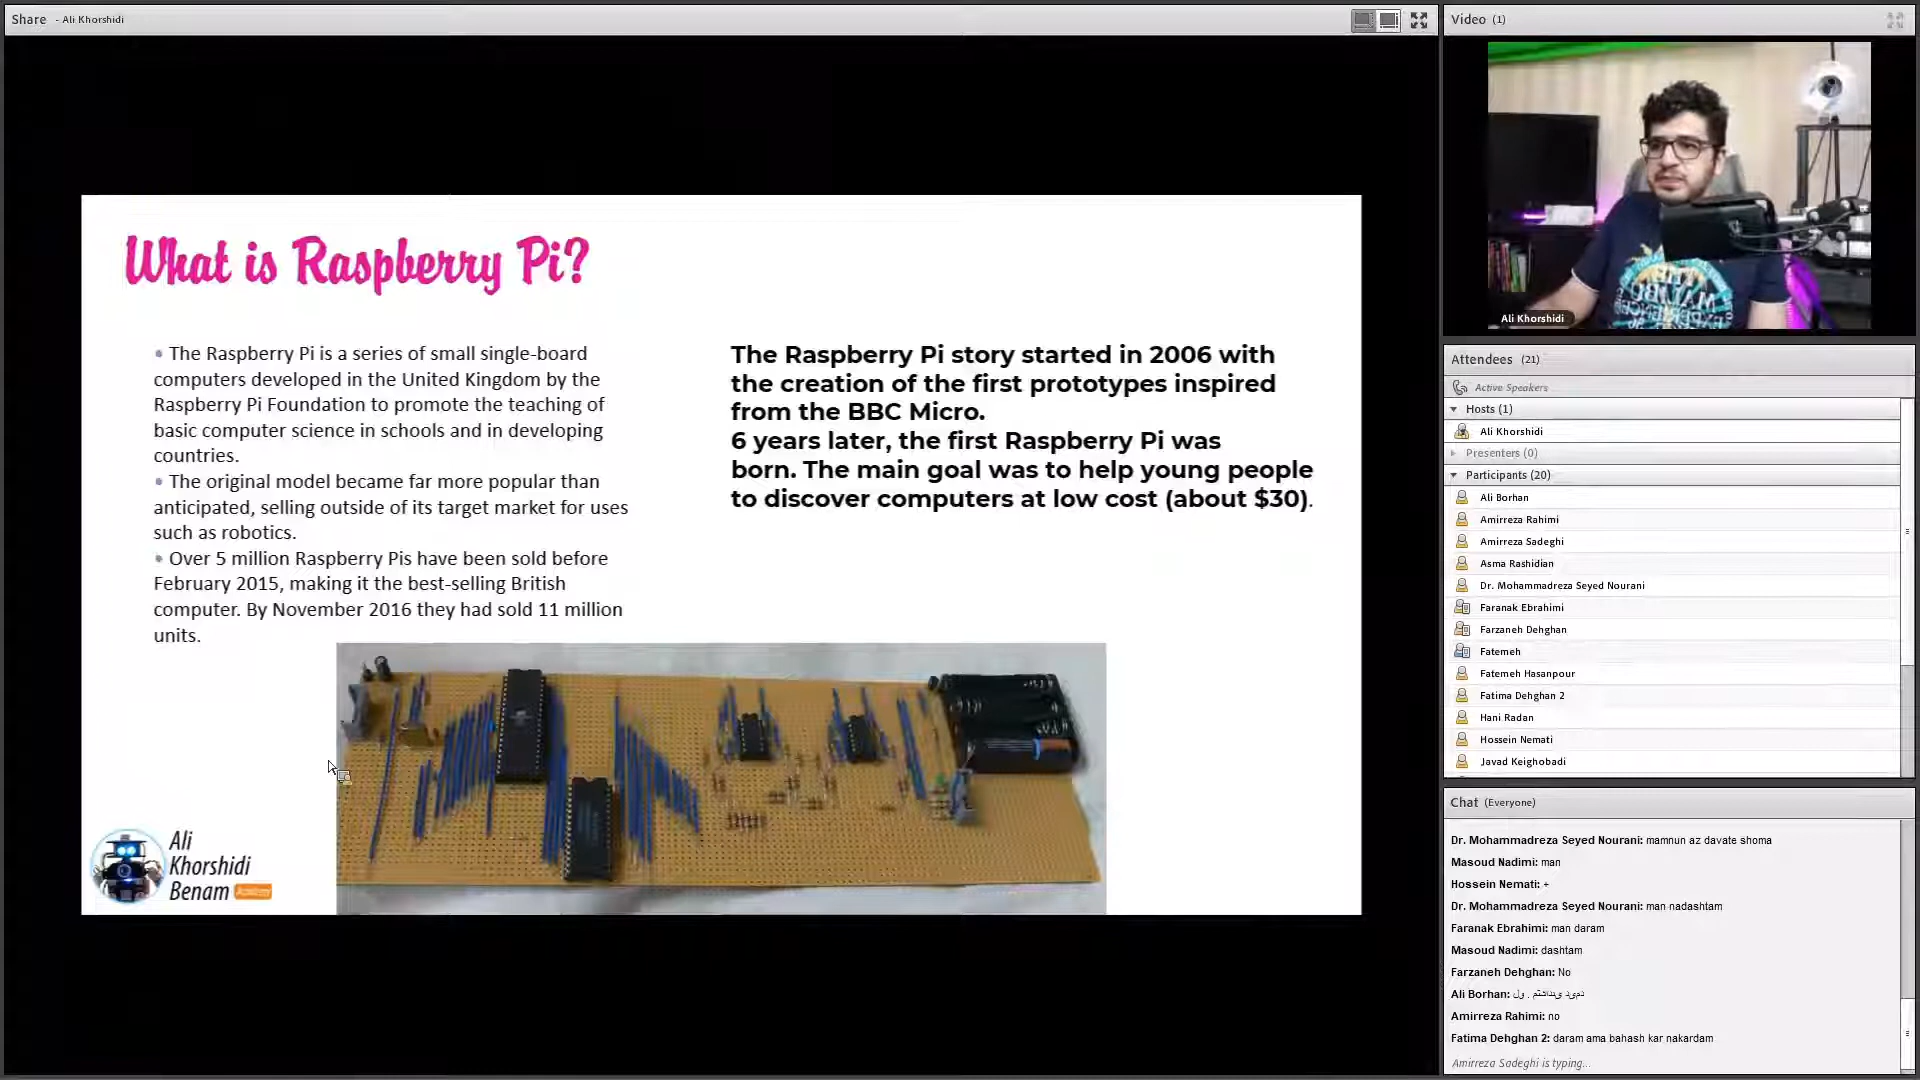 Share - Ali Khorshidi
What is Raspberry Pi?
• The Raspberry Pi is a series of small single-board
computers developed in the United Kingdom by the
Raspberry Pi Foundation to promote the teaching of
basic computer science in schools and in developing
countries.
• The original model became far more popular than
anticipated, selling outside of its target market for uses
such as robotics.
• Over 5 million Raspberry Pis have been sold before
February 2015, making it the best-selling British
computer. By November 2016 they had sold 11 million
units.
The Raspberry Pi story started in 2006 with
the creation of the first prototypes inspired
from the BBC Micro.
6 years later, the first Raspberry Pi was
born. The main goal was to help young people
to discover computers at low cost (about $30).
Ali
Khorshidi
Benam
Video (1)
Ali Khorshidi
Attendees (21)
Active Speakers
Hosts (1)
Ali Khorshidi
Presenters (0)
Participants (20)
Ali Borhan
Amirreza Rahimi
Amirreza Sadeghi
Asma Rashidian
Dr. Mohammadreza Seyed Nourani
Faranak Ebrahimi
Farzaneh Dehghan
Fatemeh
Fatemeh Hasanpour
Fatima Dehghan 2
Hani Radan
Hossein Nemati
Javad Keighobadi
Chat (Everyone)
Dr. Mohammadreza Seyed Nourani: mamnun az davate shoma
Masoud Nadimi: man
Hossein Nemati: +
Dr. Mohammadreza Seyed Nourani: man nadashtam
Faranak Ebrahimi: man daram
Masoud Nadimi: dashtam
Farzaneh Dehghan: No
Ali Borhan:
Amirreza Rahimi: no
Fatima Dehghan 2: daram ama bahash kar nakardam
Amirreza Sadeghi is typing...